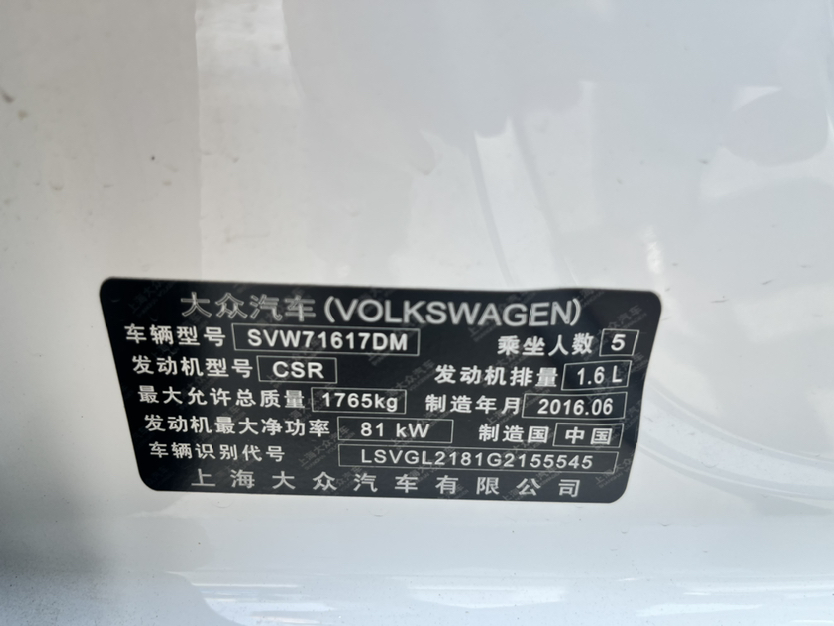 大众汽车(VOLKSWAGEN)
车辆型号 SVW71617DM 乘坐人数 5
发动机型号 CSR 发动机排量 1.6 L
最大允许总质量 1765kg 制造年月 2016.06
发动机最大净功率 81 kW 制造国 中国
车辆识别代号 LSVGL2181G2155545
上海大众汽车有限公司